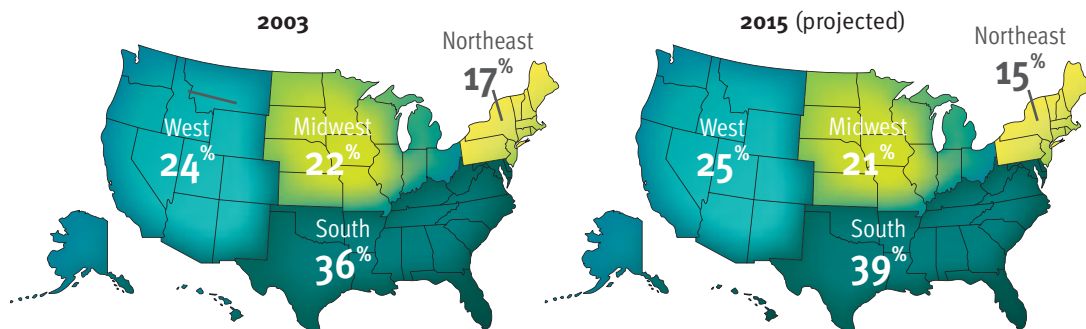 2003
Northeast
17%
West
24%
Midwest
22%
South
36%
2015 (projected)
Northeast
15%
West
25%
Midwest
21%
South
39%